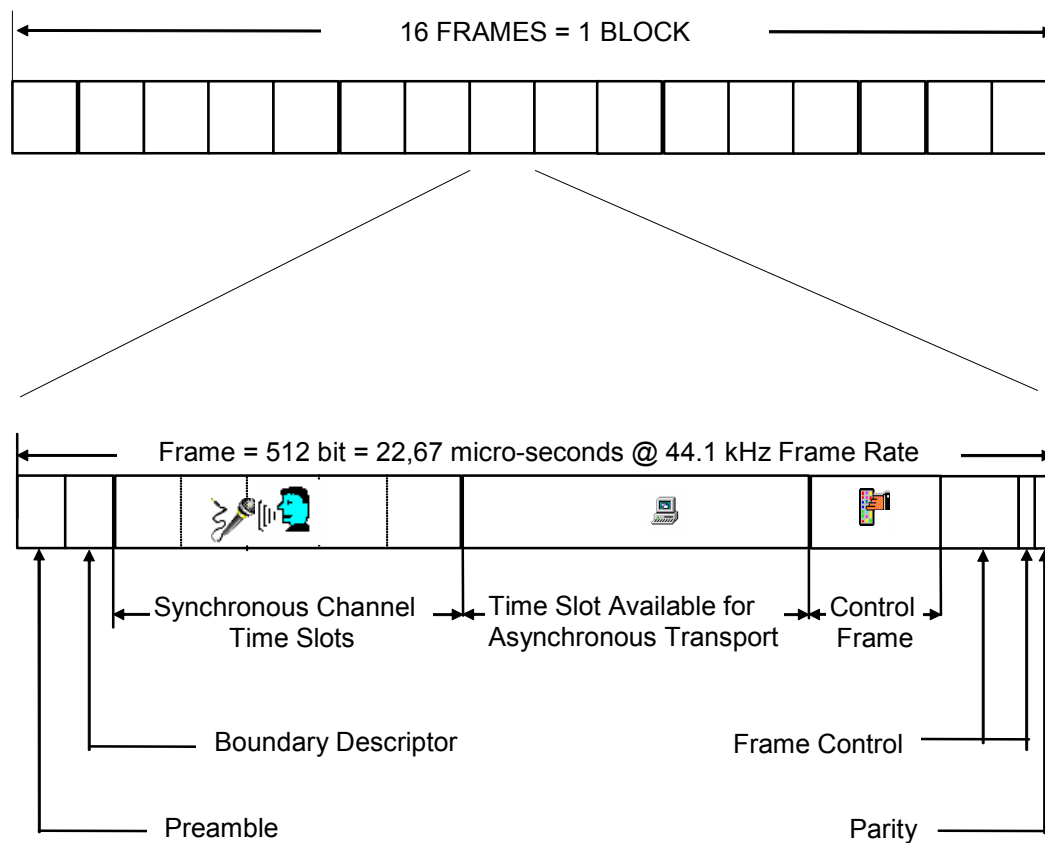 16 FRAMES = 1 BLOCK
Frame = 512 bit = 22,67 micro-seconds @ 44.1 kHz Frame Rate
Synchronous Channel
Time Slots
Time Slot Available for
Asynchronous Transport
Control
Frame
Boundary Descriptor
Frame Control
Preamble
Parity